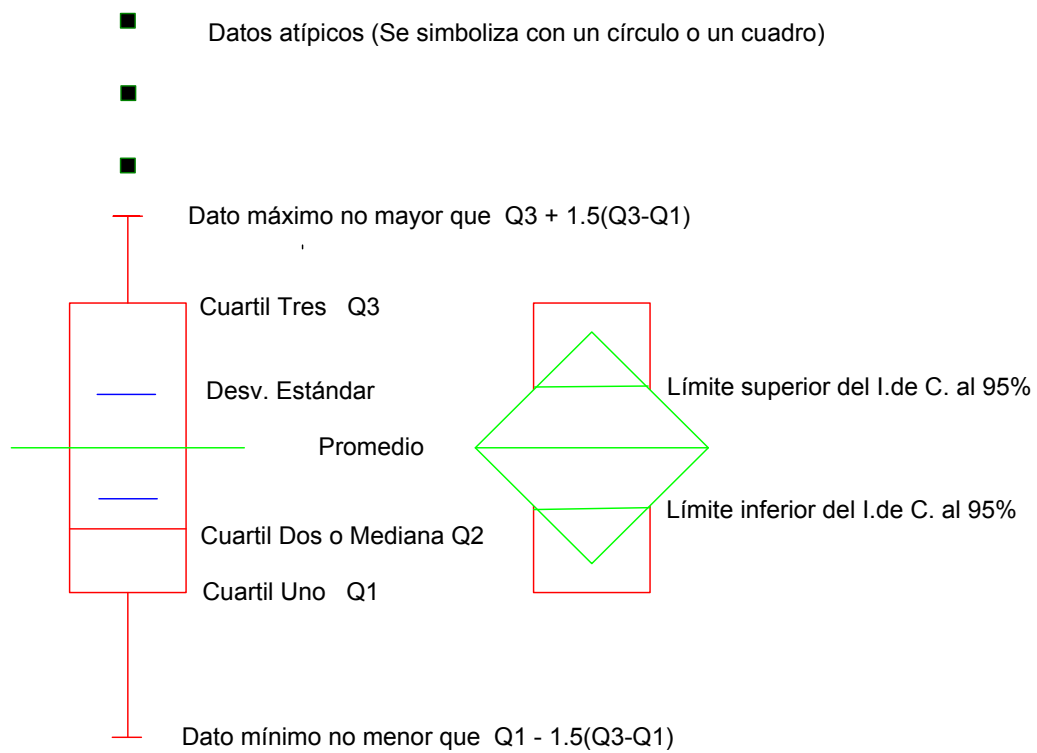 Datos atípicos (Se simboliza con un círculo o un cuadro)
Dato máximo no mayor que Q3 + 1.5(Q3-Q1)
Cuartil Tres Q3
Desv. Estándar
Límite superior del I.de C. al 95%
Promedio
Límite inferior del I.de C. al 95%
Cuartil Dos o Mediana Q2
Cuartil Uno Q1
Dato mínimo no menor que Q1 - 1.5(Q3-Q1)